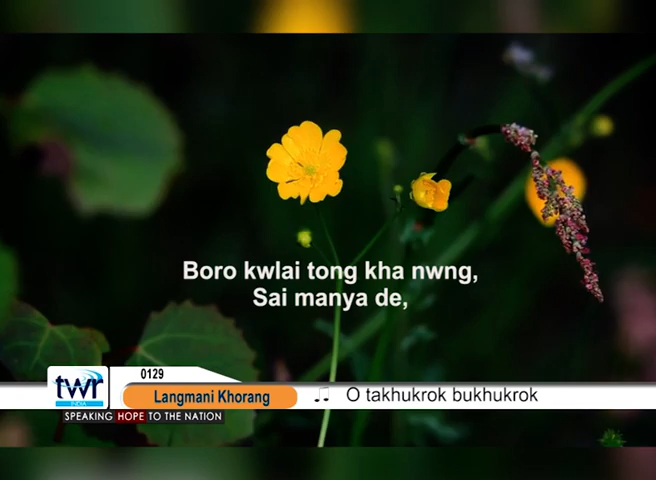 Boro kwlai tong kha nwng,
Sai manya de,
0129
twr
INDIA
Langmani Khorang
O takhukrok bukhukrok
SPEAKING HOPE TO THE NATION